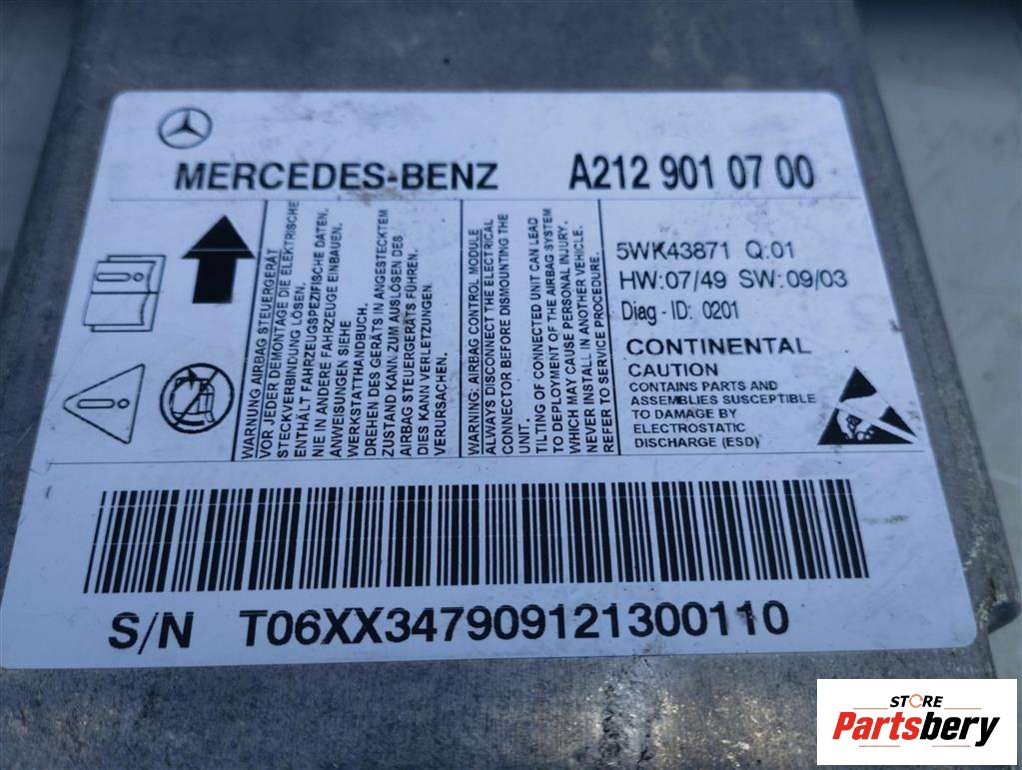 MERCEDES-BENZ
A212 901 07 00
WARNUNG AIRBAG STEUERGERÄT
VOR JEDER DEMONTAGE DIE ELEKTRISCHE
STECKVERBINDUNG LÖSEN.
ENTHÄLT FAHRZEUGSPEZIFISCHE DATEN.
NIE IN ANDERE FAHRZEUGE EINBAUEN.
ANWEISUNGEN SIEHE
WERKSTATTHANDBUCH.
DREHEN DES GERÄTS IN ANGESTECKTEM
ZUSTAND KANN ZUM AUSLÖSEN DES
AIRBAG STEUERGERÄTS FÜHREN.
DIES KANN VERLETZUNGEN
VERURSACHEN.
WARNING: AIRBAG CONTROL MODULE
ALWAYS DISCONNECT THE ELECTRICAL
CONNECTOR BEFORE DISMOUNTING THE
UNIT.
TILTING OF CONNECTED UNIT CAN LEAD
TO DEPLOYMENT OF THE AIRBAG SYSTEM
WHICH MAY CAUSE PERSONAL INJURY.
NEVER INSTALL IN ANOTHER VEHICLE.
REFER TO SERVICE PROCEDURE.
5WK43871 Q:01
HW:07/49 SW:09/03
Diag - ID: 0201
CONTINENTAL
CAUTION
CONTAINS PARTS AND
ASSEMBLIES SUSCEPTIBLE
TO DAMAGE BY
ELECTROSTATIC
DISCHARGE (ESD)
S/N T06XX347909121300110
STORE
Partsbery